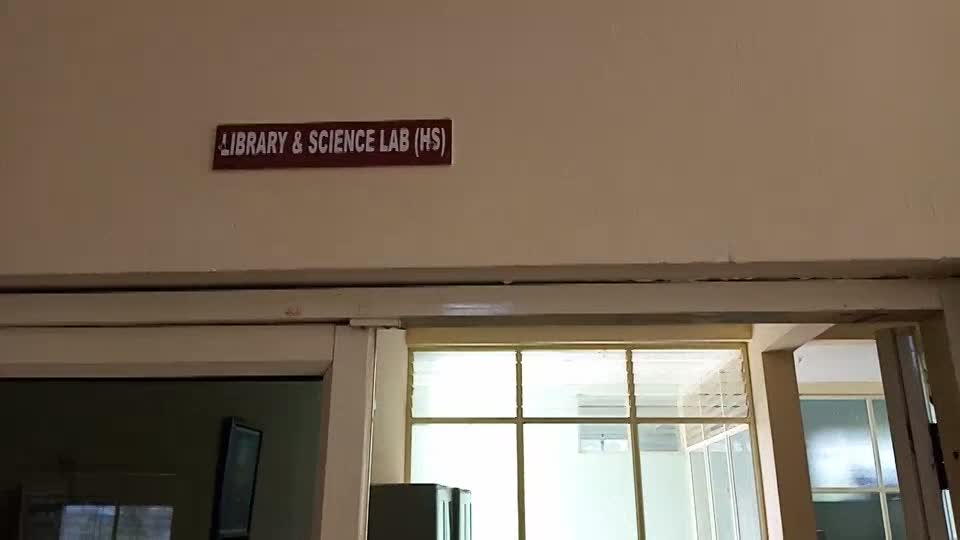 LIBRARY & SCIENCE LAB (HS)